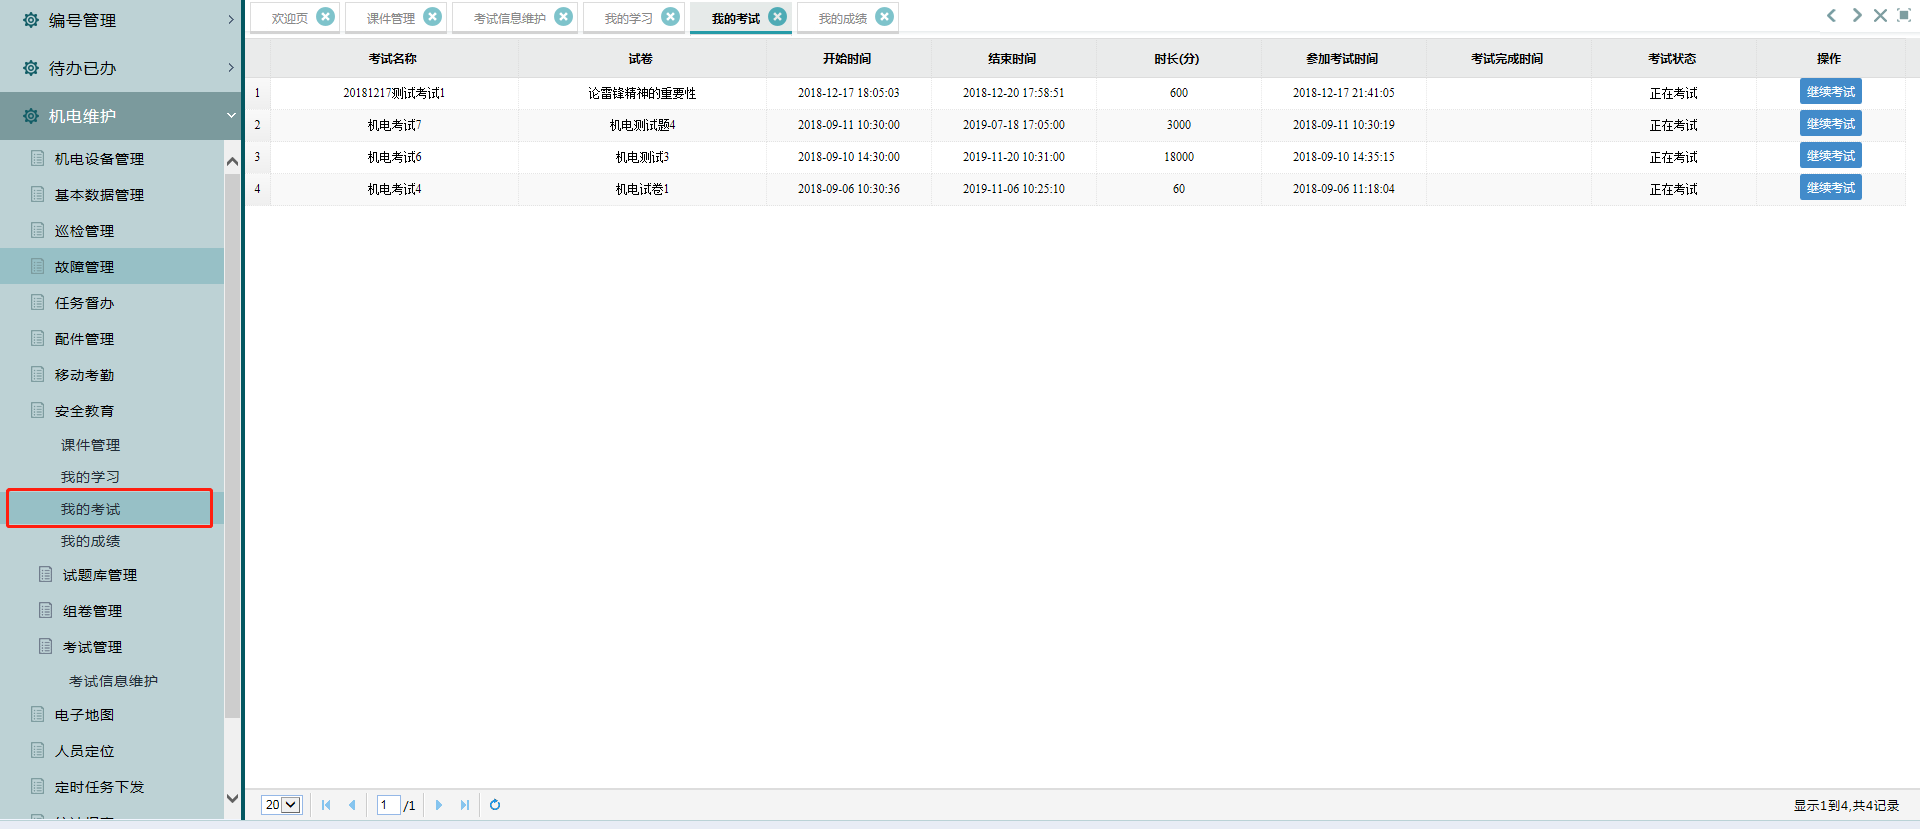 编号管理
待办已办
机电维护
机电设备管理
基本数据管理
巡检管理
故障管理
任务督办
配件管理
移动考勤
安全教育
课件管理
我的学习
我的考试
我的成绩
试题库管理
组卷管理
考试管理
考试信息维护
电子地图
人员定位
定时任务下发
欢迎页 课件管理 考试信息维护 我的学习 我的考试 我的成绩
考试名称 试卷 开始时间 结束时间 时长(分) 参加考试时间 考试完成时间 考试状态 操作
1 20181217测试考试1 论雷锋精神的重要性 2018-12-17 18:05:03 2018-12-20 17:58:51 600 2018-12-17 21:41:05 正在考试 继续考试
2 机电考试7 机电测试题4 2018-09-11 10:30:00 2019-07-18 17:05:00 3000 2018-09-11 10:30:19 正在考试 继续考试
3 机电考试6 机电测试3 2018-09-10 14:30:00 2019-11-20 10:31:00 18000 2018-09-10 14:35:15 正在考试 继续考试
4 机电考试4 机电试卷1 2018-09-06 10:30:36 2019-11-06 10:25:10 60 2018-09-06 11:18:04 正在考试 继续考试
20 1 /1 显示1到4,共4记录